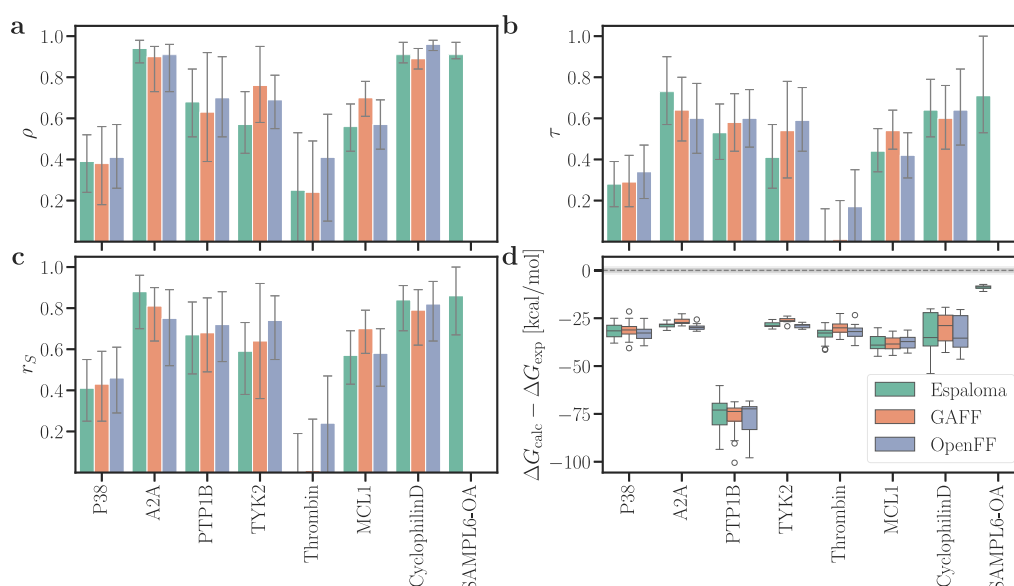 a
1.0
0.8
0.6
0.4
0.2
ρ
b
1.0
0.8
0.6
0.4
0.2
τ
c
1.0
0.8
0.6
0.4
0.2
r_S
P38
A2A
PTP1B
TYK2
Thrombin
MCL1
CyclophilinD
SAMPL6-OA
d
0
−25
−50
−75
−100
ΔG_calc − ΔG_exp [kcal/mol]
Espaloma
GAFF
OpenFF
P38
A2A
PTP1B
TYK2
Thrombin
MCL1
CyclophilinD
SAMPL6-OA